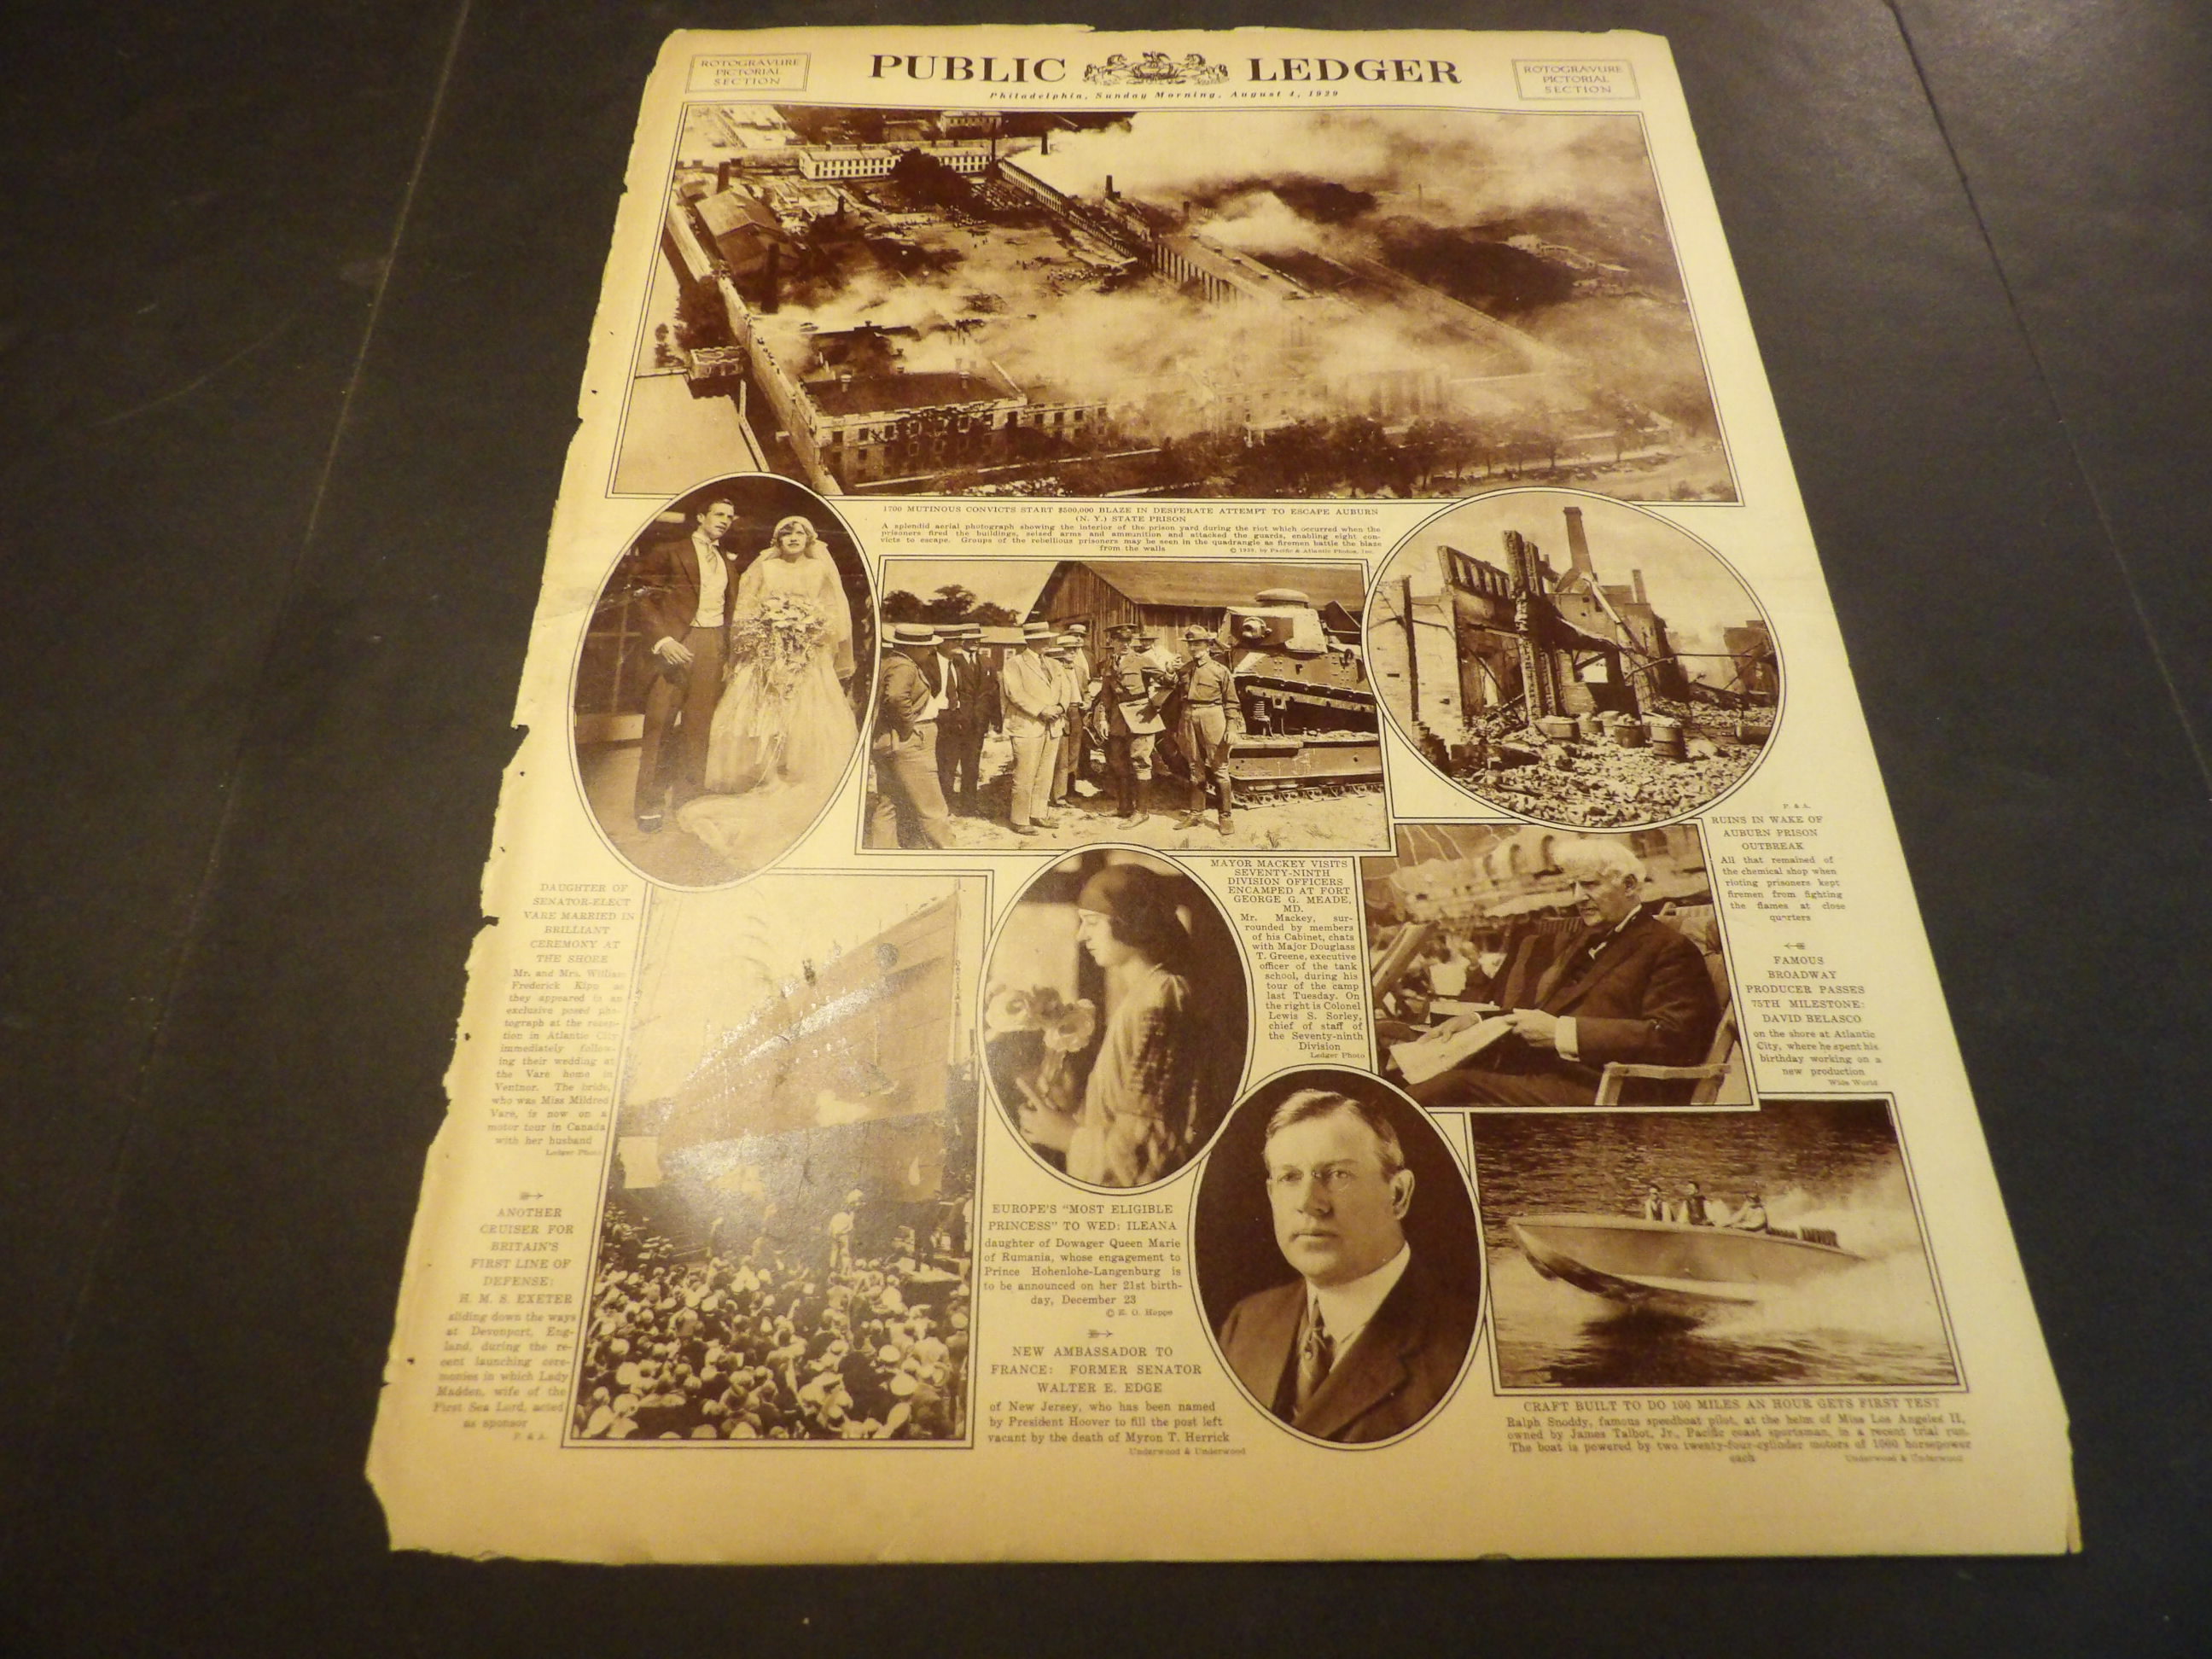 ROTOGRAVURE
PICTORIAL
SECTION
PUBLIC LEDGER
Philadelphia, Sunday Morning, August 4, 1929
ROTOGRAVURE
PICTORIAL
SECTION
1700 MUTINOUS CONVICTS START $500,000 BLAZE IN DESPERATE ATTEMPT TO ESCAPE AUBURN
(N. Y.) STATE PRISON
A splendid aerial photograph showing the interior of the prison yard during the riot which occurred when the
prisoners fired the buildings, seized arms and ammunition and attacked the guards, enabling eight con-
victs to escape. Groups of the rebellious prisoners may be seen in the quadrangle as firemen battle the blaze
from the walls
© 1929, by Pacific & Atlantic Photos, Inc.
P. & A.
RUINS IN WAKE OF
AUBURN PRISON
OUTBREAK
All that remained of
the chemical shop when
rioting prisoners kept
firemen from fighting
the flames at close
quarters
MAYOR MACKEY VISITS
SEVENTY-NINTH
DIVISION OFFICERS
ENCAMPED AT FORT
GEORGE G. MEADE,
MD.
Mr. Mackey, sur-
rounded by members
of his Cabinet, chats
with Major Douglass
T. Greene, executive
officer of the tank
school, during his
tour of the camp
last Tuesday. On
the right is Colonel
Lewis S. Sorley,
chief of staff of
the Seventy-ninth
Division
Ledger Photo
DAUGHTER OF
SENATOR-ELECT
VARE MARRIED IN
BRILLIANT
CEREMONY AT
THE SHORE
Mr. and Mrs. William
Frederick Kipp as
they appeared in an
exclusive posed pho-
tograph at the recep-
tion in Atlantic City
immediately follow-
ing their wedding at
the Vare home in
Ventnor. The bride,
who was Miss Mildred
Vare, is now on a
motor tour in Canada
with her husband
Ledger Photo
FAMOUS
BROADWAY
PRODUCER PASSES
75TH MILESTONE:
DAVID BELASCO
on the shore at Atlantic
City, where he spent his
birthday working on a
new production
Wide World
ANOTHER
CRUISER FOR
BRITAIN'S
FIRST LINE OF
DEFENSE:
H. M. S. EXETER
sliding down the ways
at Devonport, Eng-
land, during the re-
cent launching cere-
monies in which Lady
Madden, wife of the
First Sea Lord, acted
as sponsor
P. & A.
EUROPE'S "MOST ELIGIBLE
PRINCESS" TO WED: ILEANA
daughter of Dowager Queen Marie
of Rumania, whose engagement to
Prince Hohenlohe-Langenburg is
to be announced on her 21st birth-
day, December 23
© E. O. Hoppe
NEW AMBASSADOR TO
FRANCE: FORMER SENATOR
WALTER E. EDGE
of New Jersey, who has been named
by President Hoover to fill the post left
vacant by the death of Myron T. Herrick
Underwood & Underwood
CRAFT BUILT TO DO 100 MILES AN HOUR GETS FIRST TEST
Ralph Snoddy, famous speedboat pilot, at the helm of Miss Los Angeles II,
owned by James Talbot, Jr., Pacific coast sportsman, in a recent trial run.
The boat is powered by two twenty-four-cylinder motors of 1000 horsepower
each
Underwood & Underwood